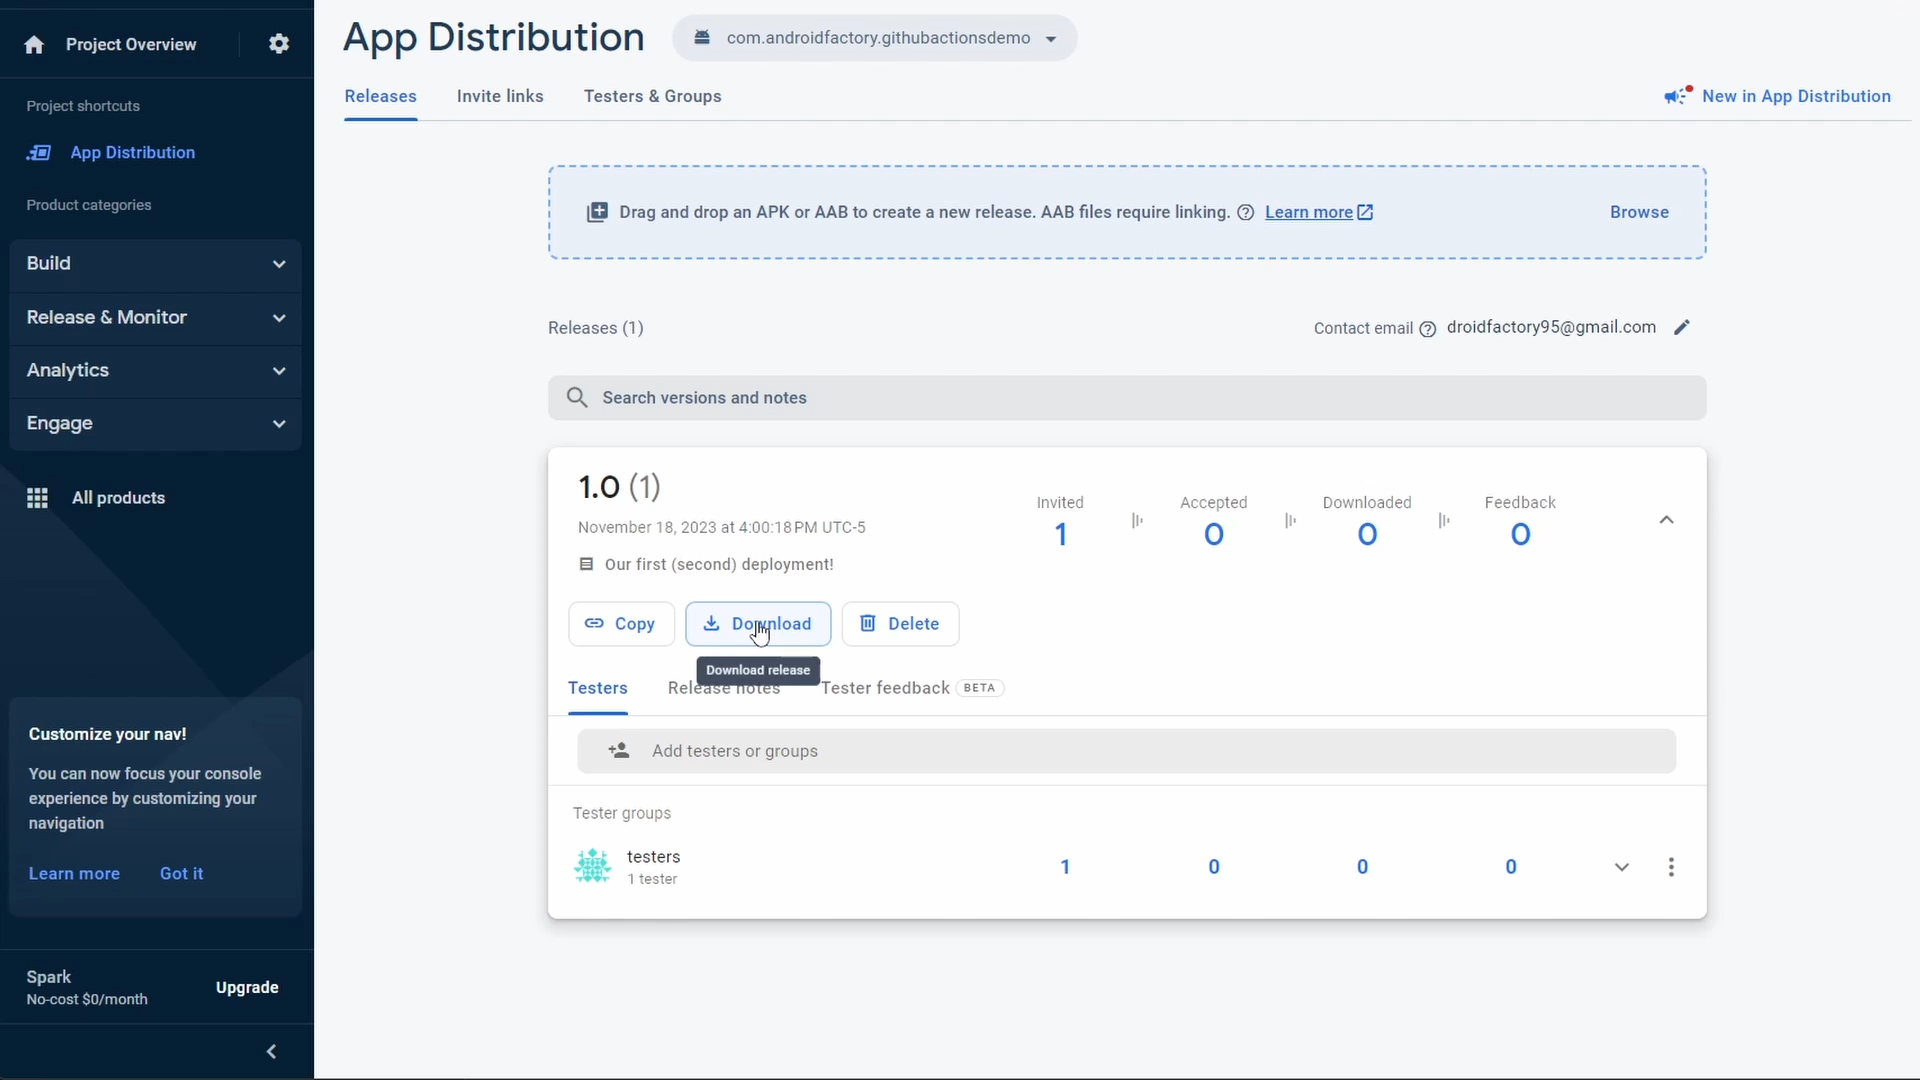 Project Overview
Project shortcuts
App Distribution
Product categories
Build
Release & Monitor
Analytics
Engage
All products
Customize your nav!
You can now focus your console
experience by customizing your
navigation
Learn more Got it
Spark
No-cost $0/month
Upgrade
App Distribution com.androidfactory.githubactionsdemo
Releases Invite links Testers & Groups New in App Distribution
Drag and drop an APK or AAB to create a new release. AAB files require linking. Learn more Browse
Releases (1) Contact email droidfactory95@gmail.com
Search versions and notes
1.0 (1)
November 18, 2023 at 4:00:18 PM UTC-5
Our first (second) deployment!
Invited Accepted Downloaded Feedback
1 0 0 0
Copy Download Delete
Download release
Testers Release notes Tester feedback BETA
Add testers or groups
Tester groups
testers
1 tester
1 0 0 0